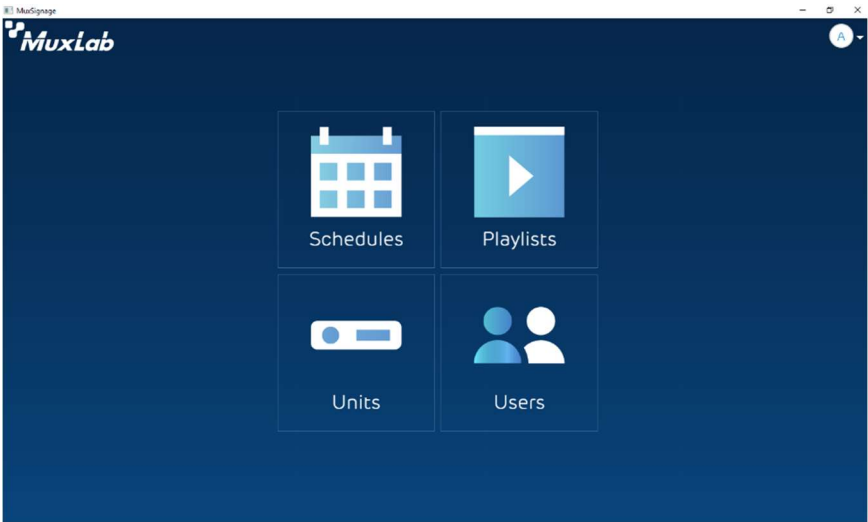 MuxSignage
MuxLab
A
Schedules
Playlists
Units
Users